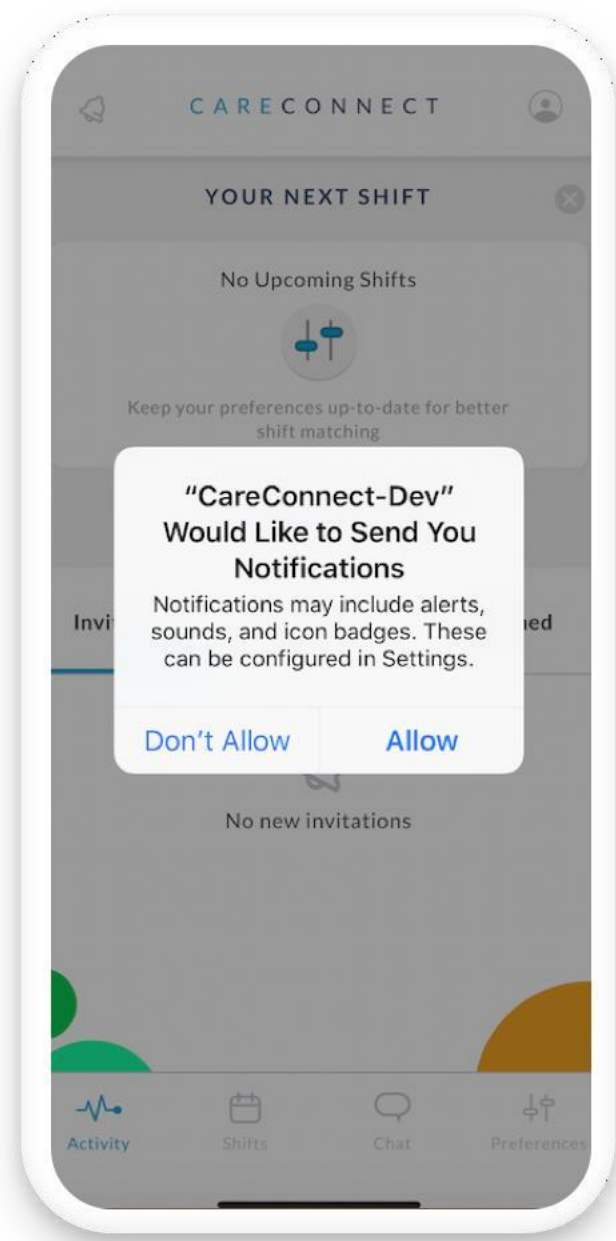 CARECONNECT
YOUR NEXT SHIFT
No Upcoming Shifts
Keep your preferences up-to-date for better
shift matching
"CareConnect-Dev"
Would Like to Send You
Notifications
Notifications may include alerts,
sounds, and icon badges. These
can be configured in Settings.
Don't Allow
Allow
No new invitations
Activity
Shifts
Chat
Preferences